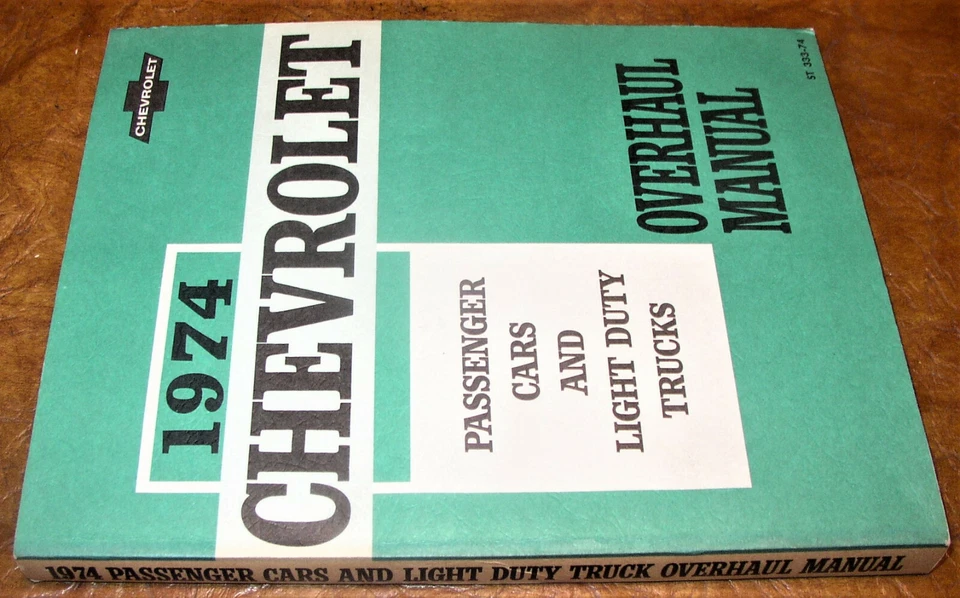 CHEVROLET
1974
CHEVROLET
PASSENGER
CARS
AND
LIGHT DUTY
TRUCKS
OVERHAUL
MANUAL
ST 333-74
1974 PASSENGER CARS AND LIGHT DUTY TRUCK OVERHAUL MANUAL